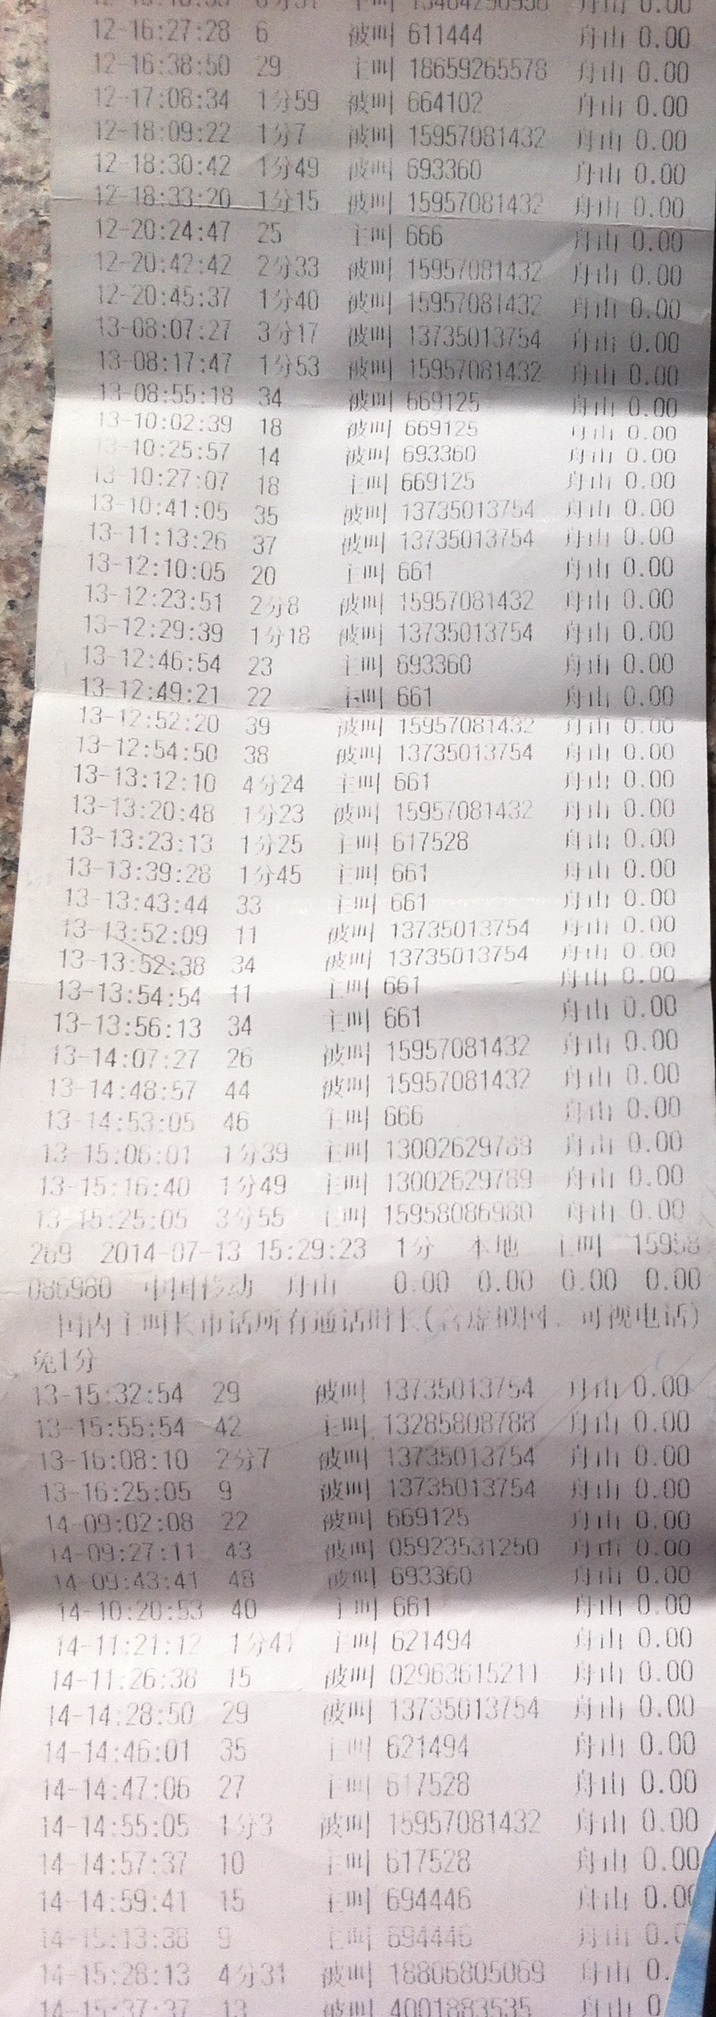 12-16:27:28 6 被叫 611444 舟山 0.00
12-16:38:50 29 主叫 18659265578 舟山 0.00
12-17:08:34 1分59 被叫 664102 舟山 0.00
12-18:09:22 1分7 被叫 15957081432 舟山 0.00
12-18:30:42 1分49 被叫 693360 舟山 0.00
12-18:33:20 1分15 被叫 15957081432 舟山 0.00
12-20:24:47 25 主叫 666 舟山 0.00
12-20:42:42 2分33 被叫 15957081432 舟山 0.00
12-20:45:37 1分40 被叫 15957081432 舟山 0.00
13-08:07:27 3分17 被叫 13735013754 舟山 0.00
13-08:17:47 1分53 被叫 15957081432 舟山 0.00
13-08:55:18 34 被叫 669125 舟山 0.00
13-10:02:39 18 被叫 669125 舟山 0.00
13-10:25:57 14 被叫 693360 舟山 0.00
13-10:27:07 18 主叫 669125 舟山 0.00
13-10:41:05 35 被叫 13735013754 舟山 0.00
13-11:13:26 37 被叫 13735013754 舟山 0.00
13-12:10:05 20 主叫 661 舟山 0.00
13-12:23:51 2分8 被叫 15957081432 舟山 0.00
13-12:29:39 1分18 被叫 13735013754 舟山 0.00
13-12:46:54 23 主叫 693360 舟山 0.00
13-12:49:21 22 主叫 661 舟山 0.00
13-12:52:20 39 被叫 15957081432 舟山 0.00
13-12:54:50 38 被叫 13735013754 舟山 0.00
13-13:12:10 4分24 主叫 661 舟山 0.00
13-13:20:48 1分23 被叫 15957081432 舟山 0.00
13-13:23:13 1分25 主叫 617528 舟山 0.00
13-13:39:28 1分45 主叫 661 舟山 0.00
13-13:43:44 33 主叫 661 舟山 0.00
13-13:52:09 11 被叫 13735013754 舟山 0.00
13-13:52:38 34 被叫 13735013754 舟山 0.00
13-13:54:54 11 主叫 661 舟山 0.00
13-13:56:13 34 主叫 661 舟山 0.00
13-14:07:27 26 被叫 15957081432 舟山 0.00
13-14:48:57 44 被叫 15957081432 舟山 0.00
13-14:53:05 46 主叫 666 舟山 0.00
13-15:06:01 1分39 主叫 13002629789 舟山 0.00
13-15:16:40 1分49 主叫 13002629789 舟山 0.00
13-15:25:05 3分55 主叫 15958086980 舟山 0.00
269 2014-07-13 15:29:23 1分 本地 主叫 15958
086980 中国移动 舟山 0.00 0.00 0.00 0.00
国内主叫长市话所有通话时长(含虚拟网、可视电话)
免1分
13-15:32:54 29 被叫 13735013754 舟山 0.00
13-15:55:54 42 主叫 13285808788 舟山 0.00
13-16:08:10 2分7 被叫 13735013754 舟山 0.00
13-16:25:05 9 被叫 13735013754 舟山 0.00
14-09:02:08 22 被叫 669125 舟山 0.00
14-09:27:11 43 被叫 05923531250 舟山 0.00
14-09:43:41 48 被叫 693360 舟山 0.00
14-10:20:53 40 主叫 661 舟山 0.00
14-11:21:12 1分41 主叫 621494 舟山 0.00
14-11:26:38 15 被叫 02963615211 舟山 0.00
14-14:28:50 29 被叫 13735013754 舟山 0.00
14-14:46:01 35 主叫 621494 舟山 0.00
14-14:47:06 27 主叫 617528 舟山 0.00
14-14:55:05 1分3 被叫 15957081432 舟山 0.00
14-14:57:37 10 主叫 617528 舟山 0.00
14-14:59:41 15 主叫 694446 舟山 0.00
14-15:13:38 9 主叫 694446 舟山 0.0
14-15:28:13 4分31 被叫 18806805069 舟山 0.
14-15:37:37 13 被叫 4001883535 舟山 0